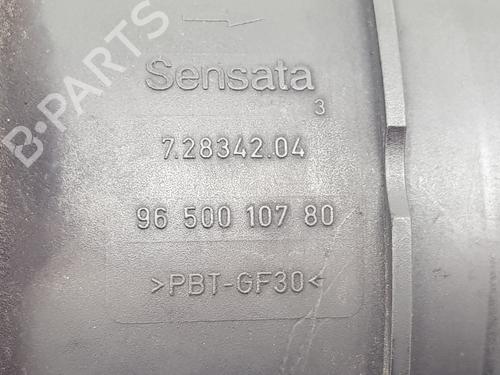 B-PARTS
Sensata
3
7.28342.04
96 500 107 80
>PBT-GF30<